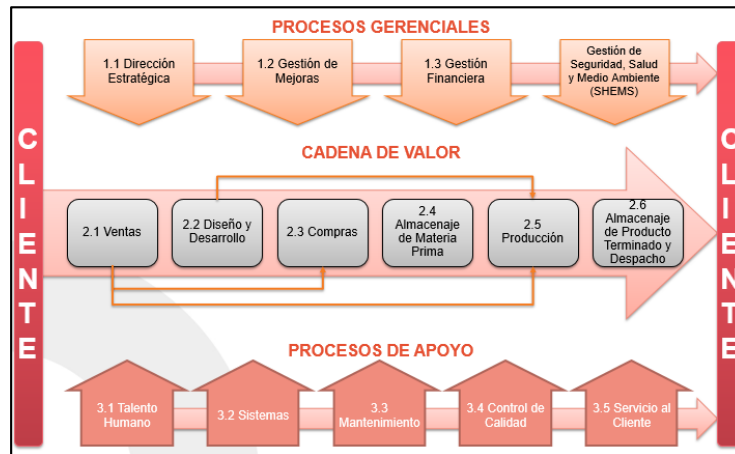 PROCESOS GERENCIALES
CLIENTE
1.1 Dirección
Estratégica
1.2 Gestión de
Mejoras
1.3 Gestión
Financiera
Gestión de
Seguridad, Salud
y Medio Ambiente
(SHEMS)
CLIENTE
CADENA DE VALOR
2.1 Ventas
2.2 Diseño y
Desarrollo
2.3 Compras
2.4
Almacenaje
de Materia
Prima
2.5
Producción
2.6
Almacenaje
de Producto
Terminado y
Despacho
PROCESOS DE APOYO
3.1 Talento
Humano
3.2 Sistemas
3.3
Mantenimiento
3.4 Control de
Calidad
3.5 Servicio al
Cliente